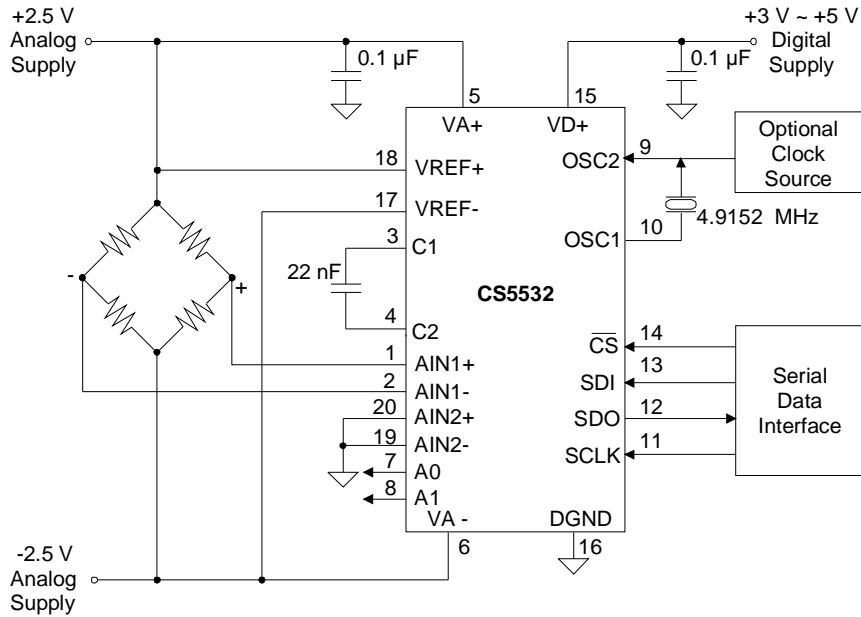 +2.5 V
Analog
Supply
+3 V ~ +5 V
Digital
Supply
0.1 µF
0.1 µF
5
15
VA+
VD+
Optional
Clock
Source
18
VREF+
9
OSC2
17
VREF-
4.9152 MHz
10
OSC1
3
C1
22 nF
CS5532
-
+
4
C2
1
AIN1+
2
AIN1-
20
AIN2+
19
AIN2-
7
A0
8
A1
14
CS
13
SDI
12
SDO
11
SCLK
Serial
Data
Interface
VA -
DGND
6
16
-2.5 V
Analog
Supply